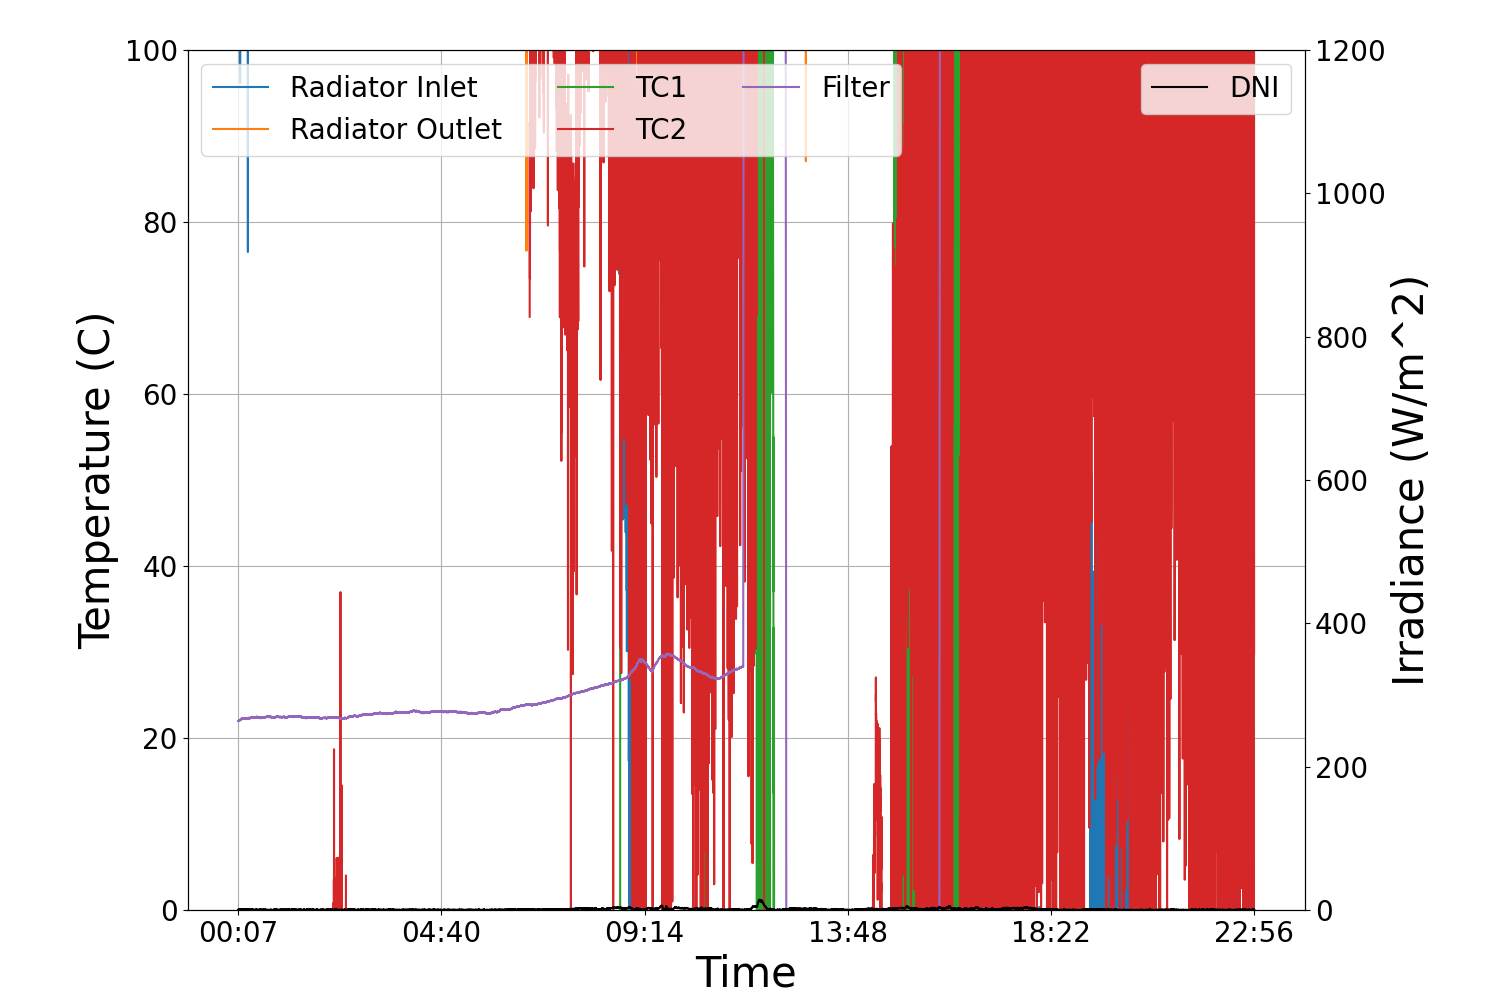 100
80
60
40
20
0
Temperature (C)
Radiator Inlet
Radiator Outlet
TC1
TC2
Filter
DNI
1200
1000
800
600
400
200
0
Irradiance (W/m^2)
00:07
04:40
09:14
13:48
18:22
22:56
Time